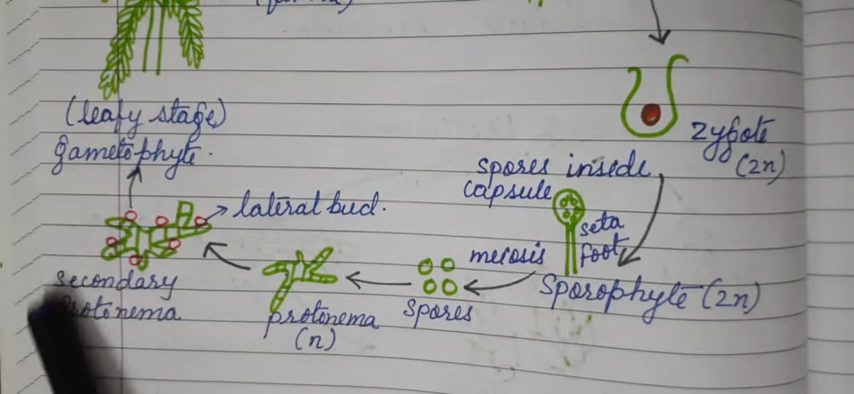 (leafy stage)
gametophyte.
zygote
(2n)
spores inside
capsule
seta
foot
lateral bud.
meiosis
Sporophyte (2n)
secondary
protonema
protonema
(n)
Spores